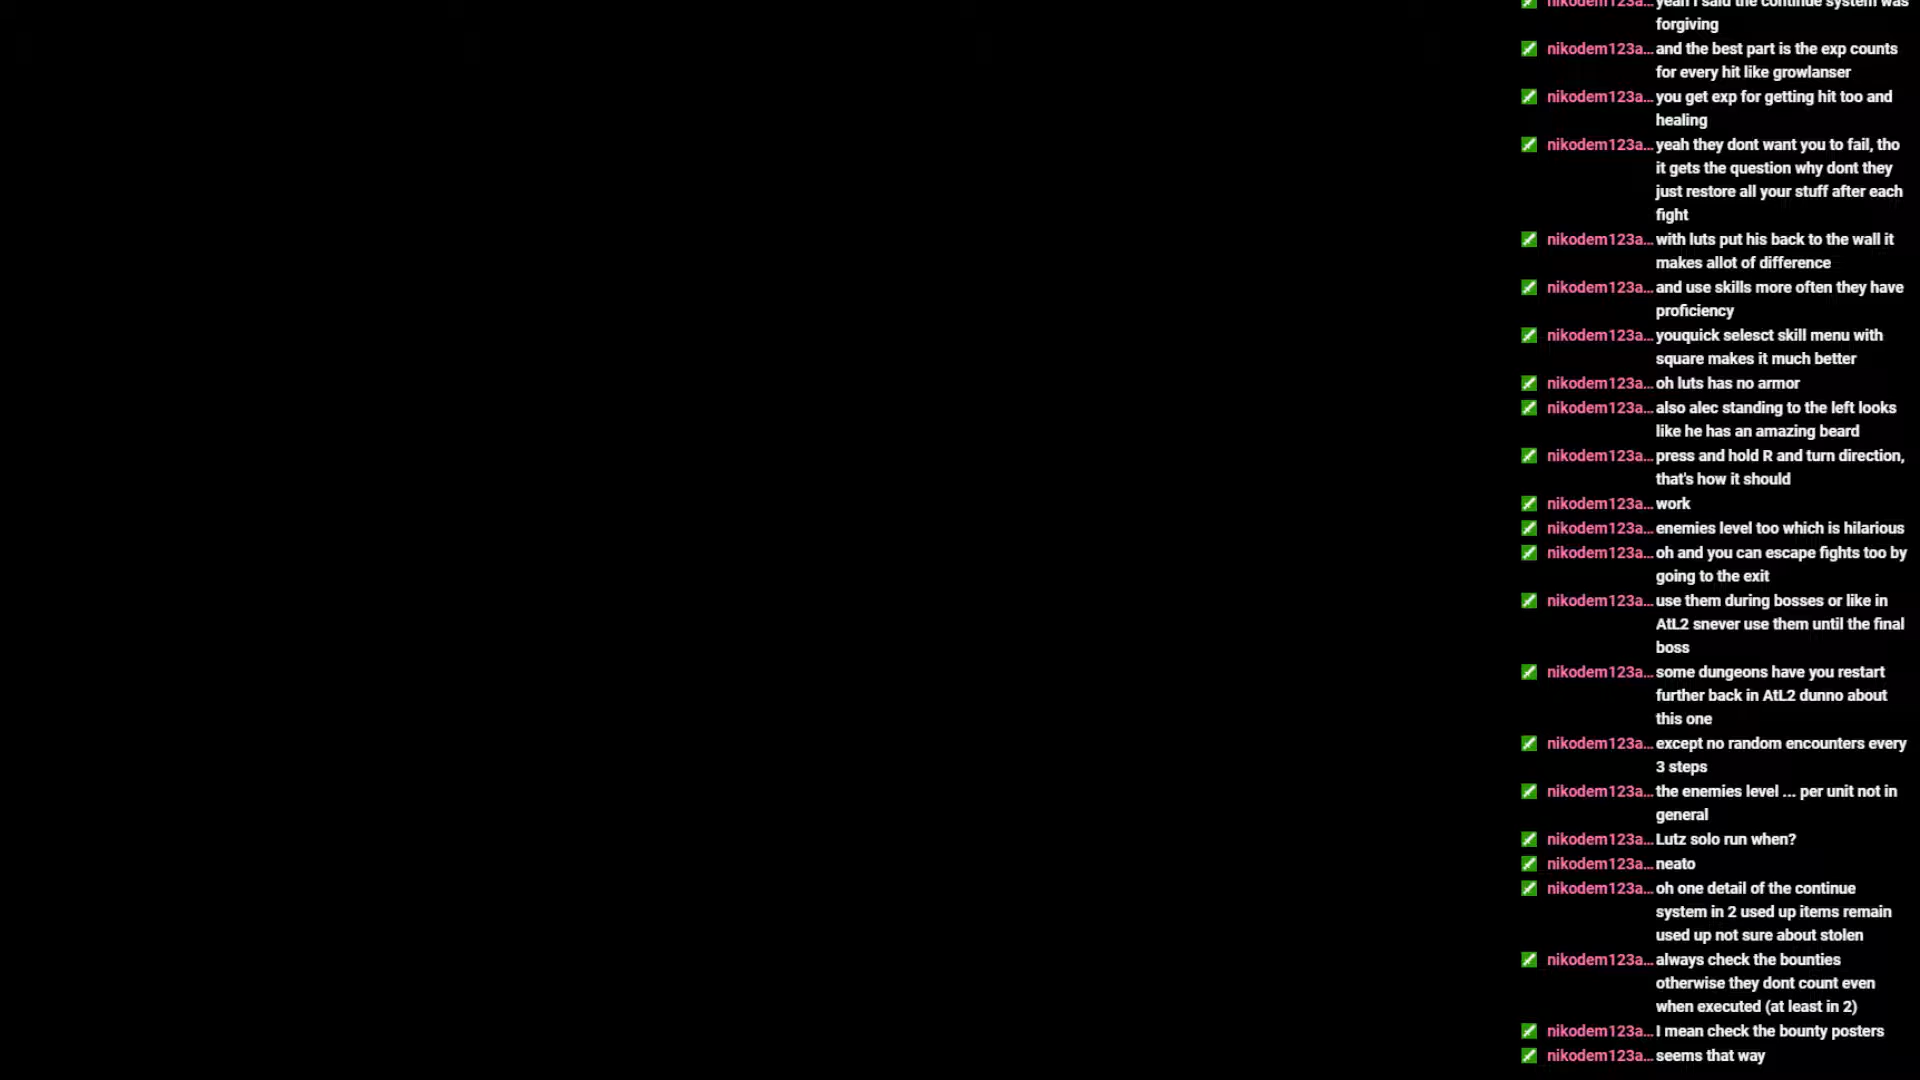 nikodem123a... yeah I said the continue system was
forgiving
nikodem123a... and the best part is the exp counts
for every hit like growlanser
nikodem123a... you get exp for getting hit too and
healing
nikodem123a... yeah they dont want you to fail, tho
it gets the question why dont they
just restore all your stuff after each
fight
nikodem123a... with luts put his back to the wall it
makes allot of difference
nikodem123a... and use skills more often they have
proficiency
nikodem123a... youquick selesct skill menu with
square makes it much better
nikodem123a... oh luts has no armor
nikodem123a... also alec standing to the left looks
like he has an amazing beard
nikodem123a... press and hold R and turn direction,
that's how it should
nikodem123a... work
nikodem123a... enemies level too which is hilarious
nikodem123a... oh and you can escape fights too by
going to the exit
nikodem123a... use them during bosses or like in
AtL2 snever use them until the final
boss
nikodem123a... some dungeons have you restart
further back in AtL2 dunno about
this one
nikodem123a... except no random encounters every
3 steps
nikodem123a... the enemies level ... per unit not in
general
nikodem123a... Lutz solo run when?
nikodem123a... neato
nikodem123a... oh one detail of the continue
system in 2 used up items remain
used up not sure about stolen
nikodem123a... always check the bounties
otherwise they dont count even
when executed (at least in 2)
nikodem123a... I mean check the bounty posters
nikodem123a... seems that way